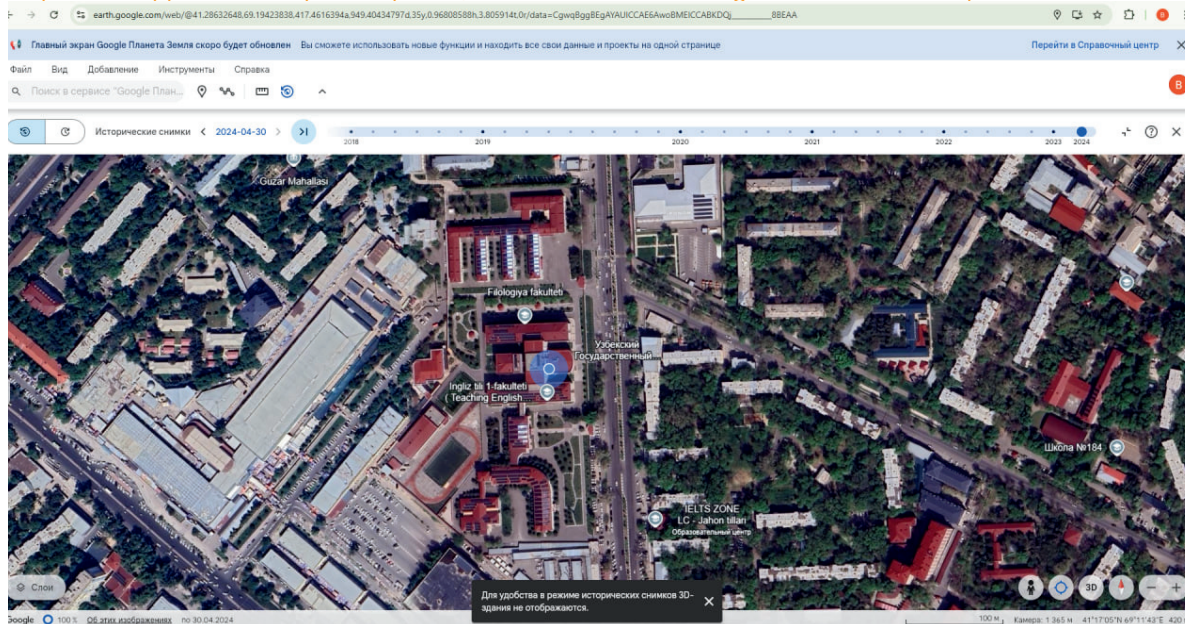 earth.google.com/web/@41.28632648,69.19423838,417.4616394a,949.40434797d,35y,0.96808588h,3.805914t,0r/data=CgwqBggBEgAYAUICCAE6AwoBMEICCABKDQj___________8BEAA
В
Главный экран Google Планета Земля скоро будет обновлен Вы сможете использовать новые функции и находить все свои данные и проекты на одной странице
Перейти в Справочный центр
Файл Вид Добавление Инструменты Справка
Поиск в сервисе "Google План...
В
Исторические снимки 2024-04-30
2018 2019 2020 2021 2022 2023 2024
Guzar Mahallasi
Filologiya fakulteti
Узбекский
Государственный
Ingliz tili 1-fakulteti
( Teaching English
Школа №184
IELTS ZONE
LC - Jahon tillari
Образовательный центр
Слои
Для удобства в режиме исторических снимков 3D-
здания не отображаются.
3D
Google 100 % Об этих изображениях по 30.04.2024
100 м Камера: 1 365 м 41°17'05"N 69°11'43"E 420